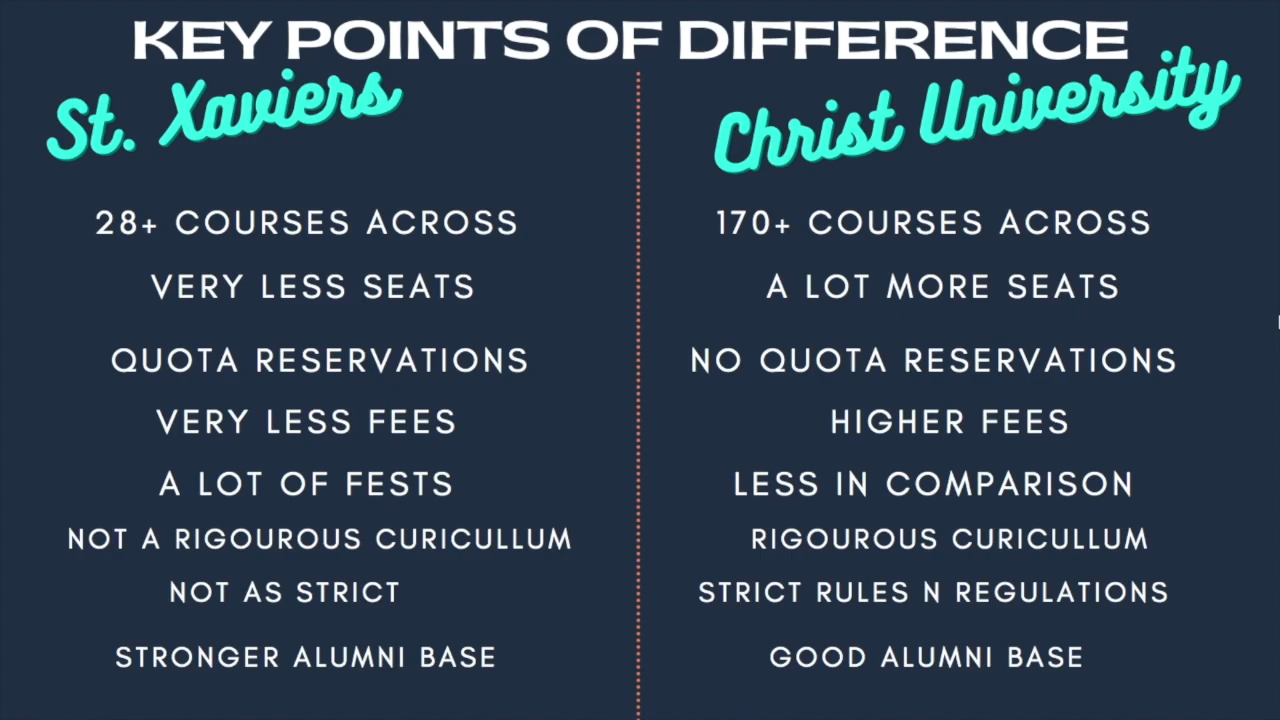 KEY POINTS OF DIFFERENCE
St. Xaviers
28+ COURSES ACROSS
VERY LESS SEATS
QUOTA RESERVATIONS
VERY LESS FEES
A LOT OF FESTS
NOT A RIGOUROUS CURICULLUM
NOT AS STRICT
STRONGER ALUMNI BASE
Christ University
170+ COURSES ACROSS
A LOT MORE SEATS
NO QUOTA RESERVATIONS
HIGHER FEES
LESS IN COMPARISON
RIGOUROUS CURICULLUM
STRICT RULES N REGULATIONS
GOOD ALUMNI BASE